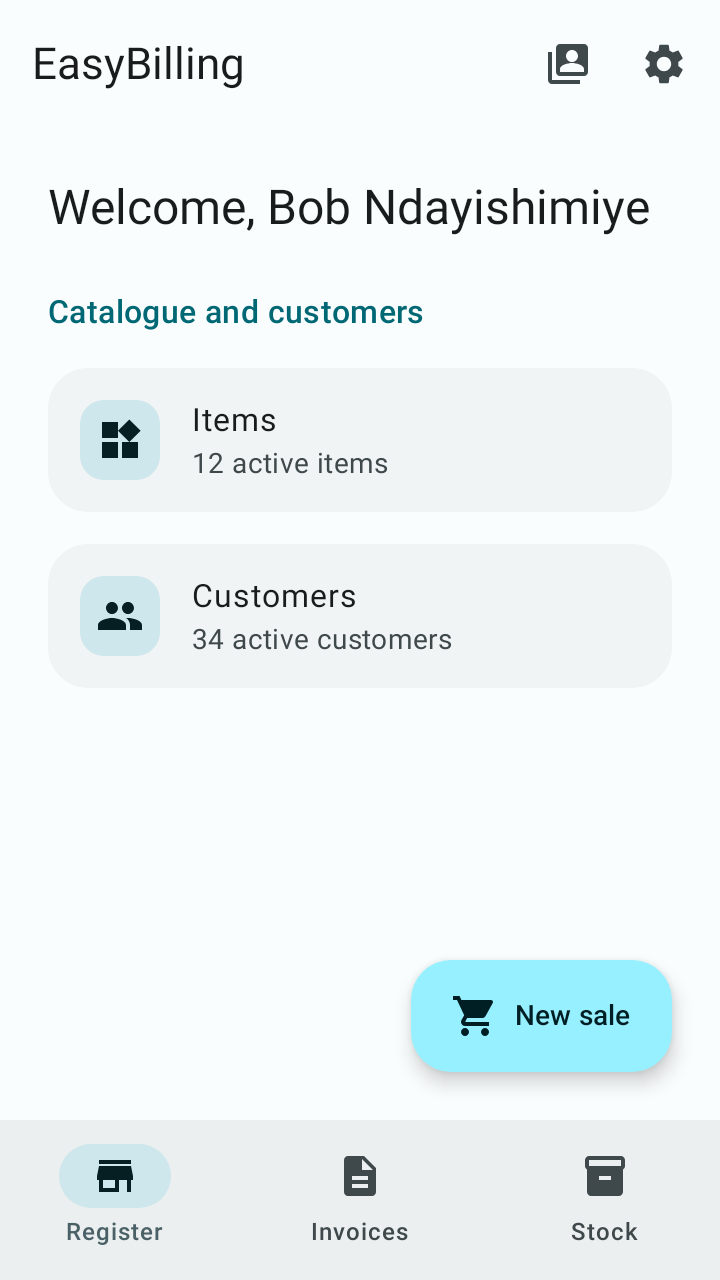 EasyBilling
Welcome, Bob Ndayishimiye
Catalogue and customers
Items
12 active items
Customers
34 active customers
New sale
Register
Invoices
Stock